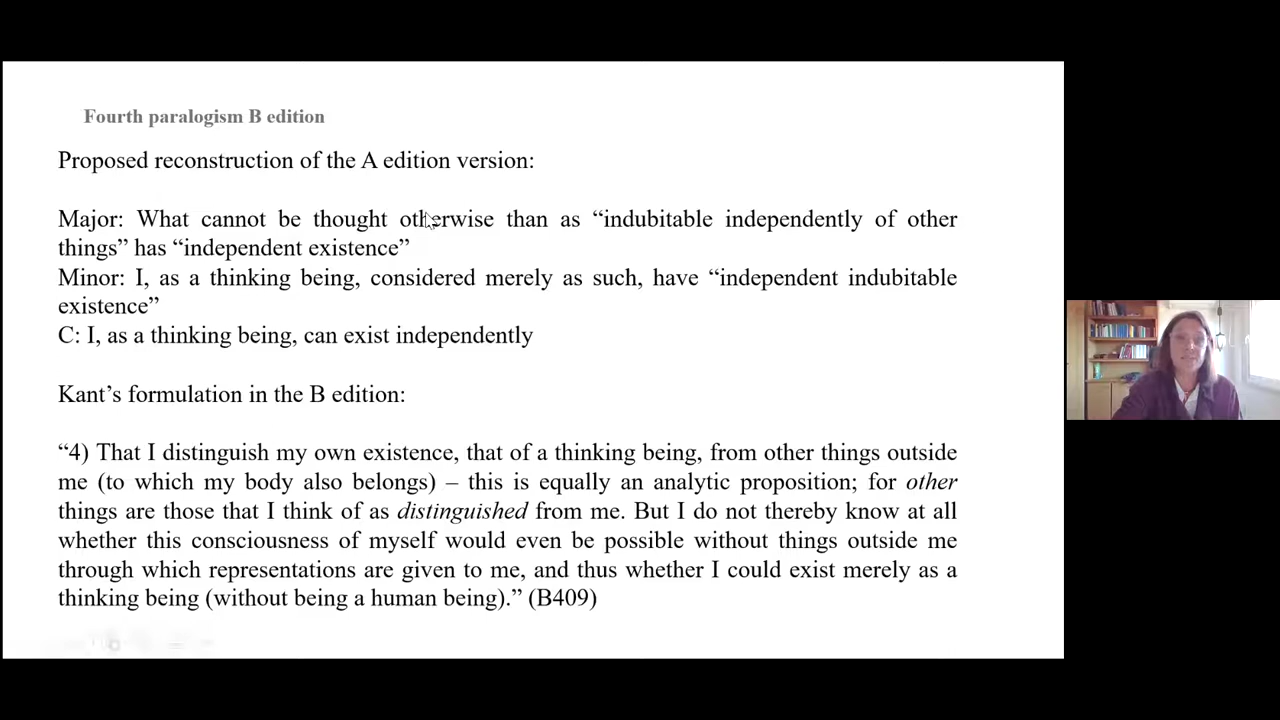 Fourth paralogism B edition
Proposed reconstruction of the A edition version:
Major: What cannot be thought otherwise than as “indubitable independently of other
things” has “independent existence”
Minor: I, as a thinking being, considered merely as such, have “independent indubitable
existence”
C: I, as a thinking being, can exist independently
Kant’s formulation in the B edition:
“4) That I distinguish my own existence, that of a thinking being, from other things outside
me (to which my body also belongs) – this is equally an analytic proposition; for other
things are those that I think of as distinguished from me. But I do not thereby know at all
whether this consciousness of myself would even be possible without things outside me
through which representations are given to me, and thus whether I could exist merely as a
thinking being (without being a human being).” (B409)